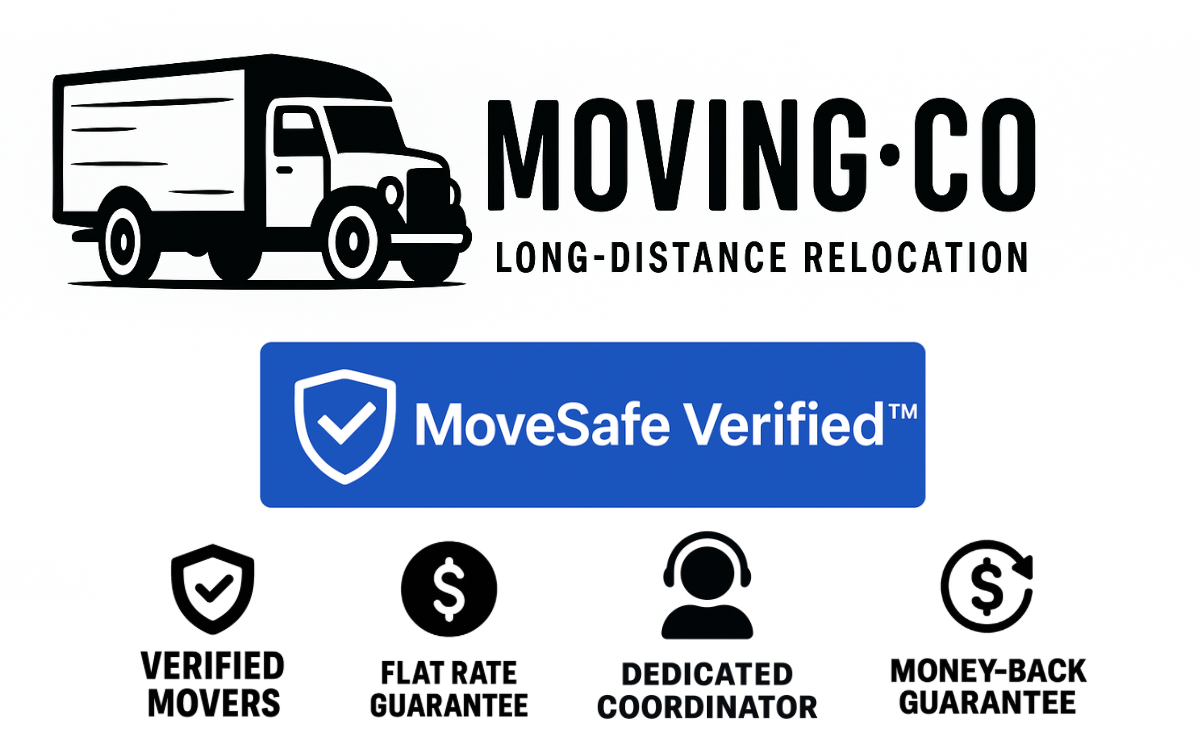 MOVING·CO
LONG-DISTANCE RELOCATION
MoveSafe Verified™
VERIFIED
MOVERS
FLAT RATE
GUARANTEE
DEDICATED
COORDINATOR
MONEY-BACK
GUARANTEE